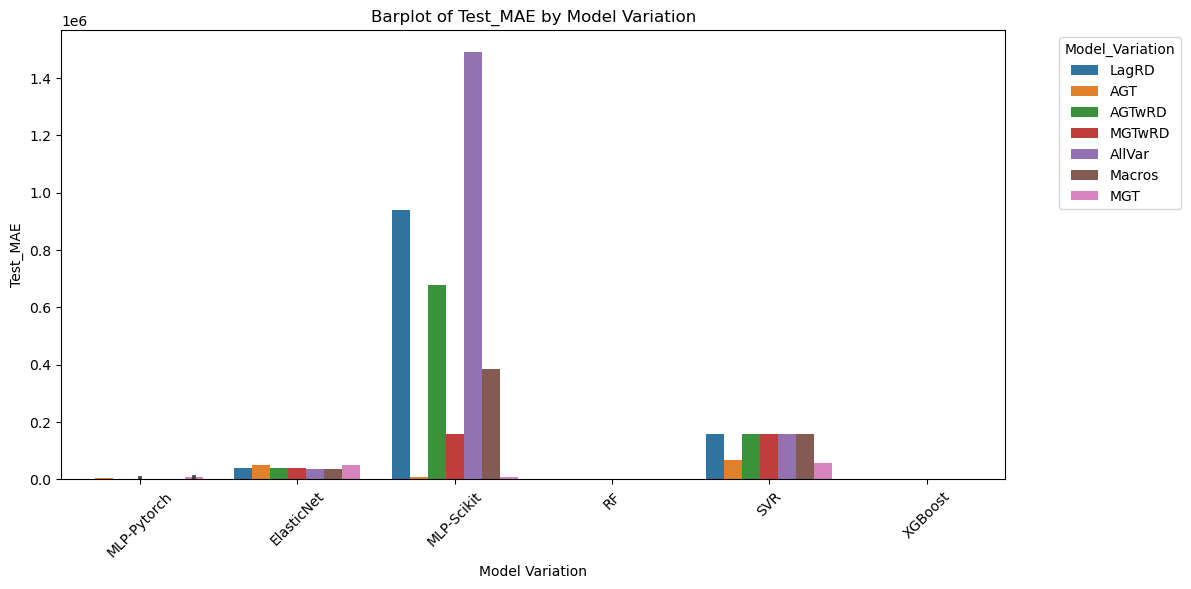 Barplot of Test_MAE by Model Variation
1e6
Test_MAE
1.4
1.2
1.0
0.8
0.6
0.4
0.2
0.0
MLP-Pytorch
ElasticNet
MLP-Scikit
RF
SVR
XGBoost
Model Variation
Model_Variation
LagRD
AGT
AGTwRD
MGTwRD
AllVar
Macros
MGT